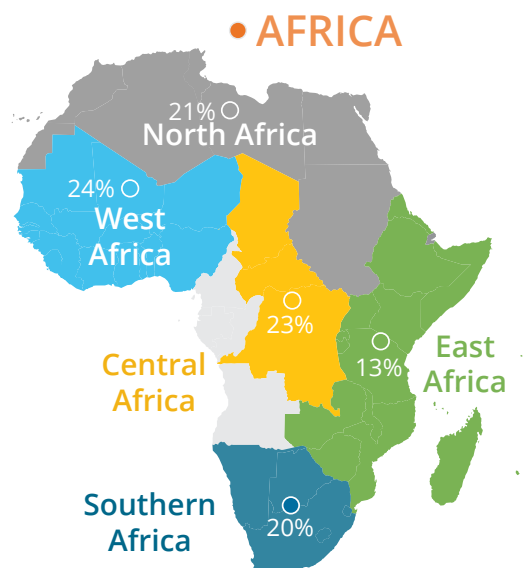 AFRICA
21%
North Africa
24%
West
Africa
23%
13%
East
Africa
Central
Africa
Southern
Africa
20%